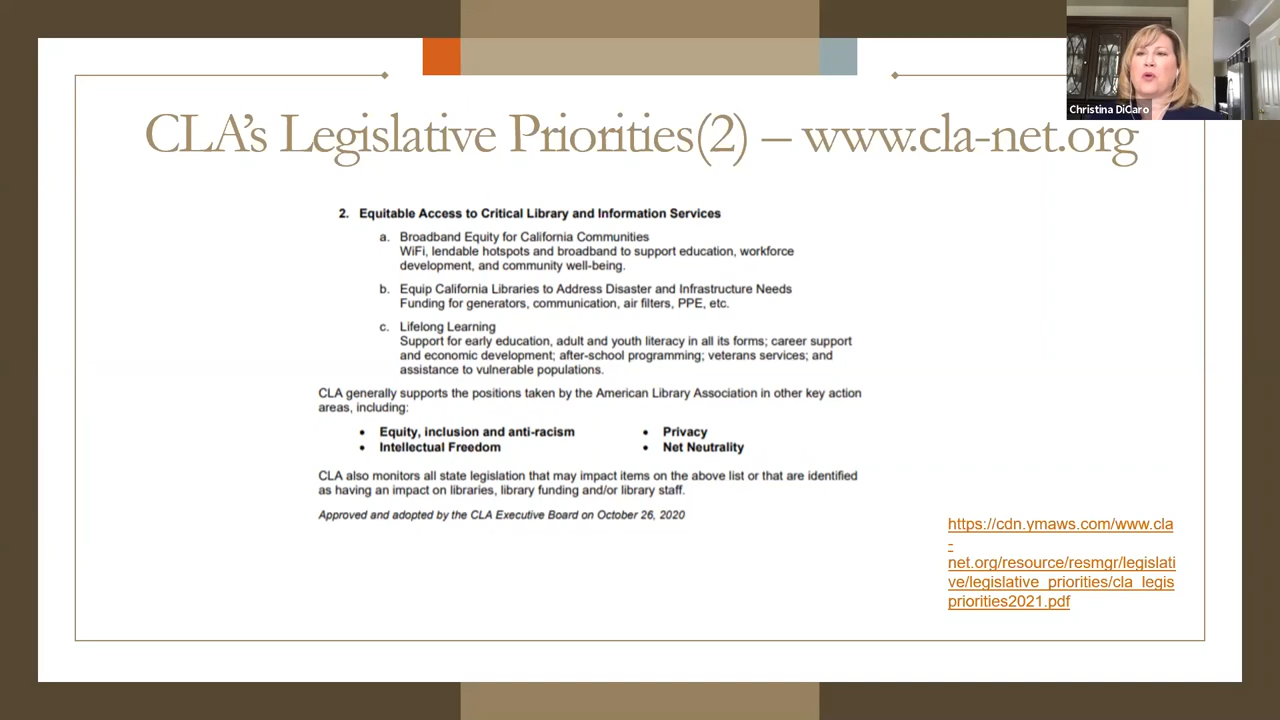 Christina DiCaro
CLA's Legislative Priorities(2) – www.cla-net.org
2. Equitable Access to Critical Library and Information Services
a. Broadband Equity for California Communities
WiFi, lendable hotspots and broadband to support education, workforce
development, and community well-being.
b. Equip California Libraries to Address Disaster and Infrastructure Needs
Funding for generators, communication, air filters, PPE, etc.
c. Lifelong Learning
Support for early education, adult and youth literacy in all its forms; career support
and economic development; after-school programming; veterans services; and
assistance to vulnerable populations.
CLA generally supports the positions taken by the American Library Association in other key action
areas, including:
• Equity, inclusion and anti-racism
• Intellectual Freedom
• Privacy
• Net Neutrality
CLA also monitors all state legislation that may impact items on the above list or that are identified
as having an impact on libraries, library funding and/or library staff.
Approved and adopted by the CLA Executive Board on October 26, 2020
https://cdn.ymaws.com/www.cla
-
net.org/resource/resmgr/legislati
ve/legislative_priorities/cla_legis
priorities2021.pdf